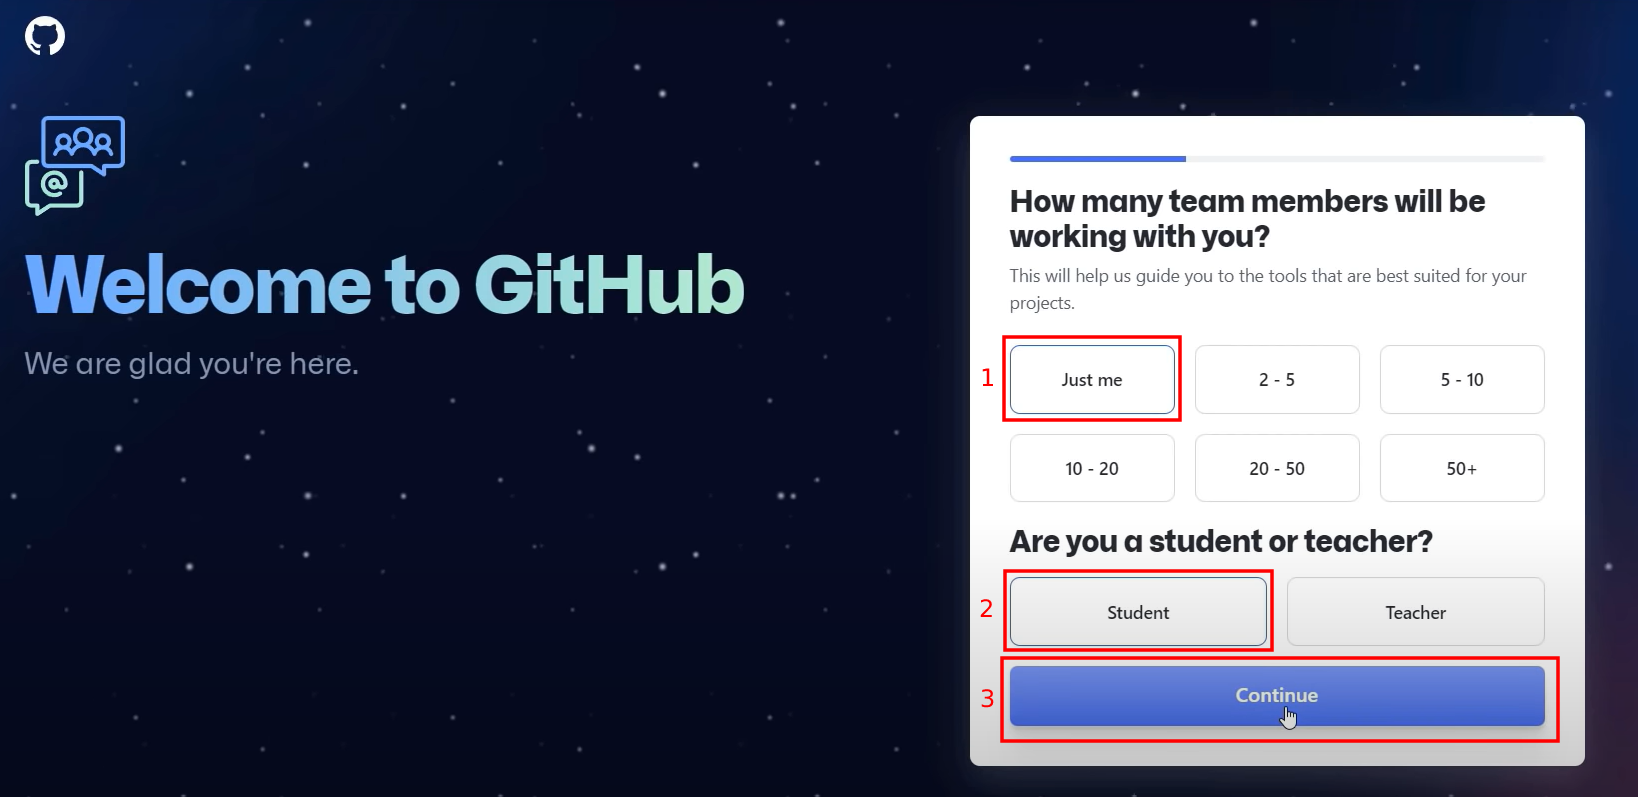 Welcome to GitHub
We are glad you're here.
How many team members will be
working with you?
This will help us guide you to the tools that are best suited for your
projects.
1
Just me
2 - 5
5 - 10
10 - 20
20 - 50
50+
Are you a student or teacher?
2
Student
Teacher
3
Continue